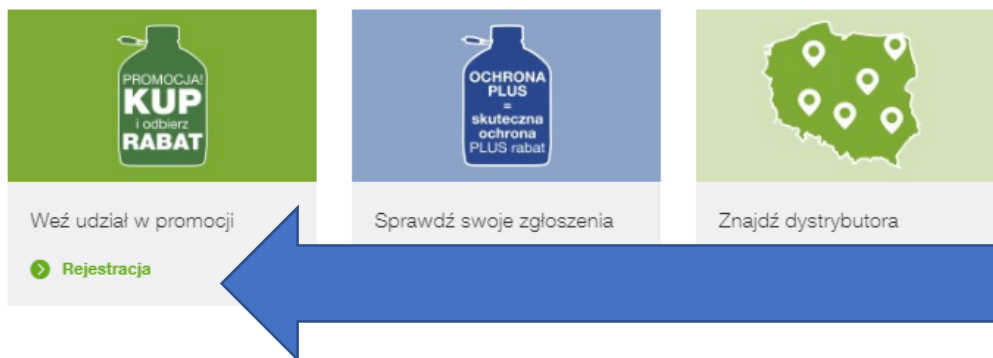 PROMOCJA!
KUP
i odbierz
RABAT
OCHRONA
PLUS
=
skuteczna
ochrona
PLUS rabat
Weź udział w promocji
Rejestracja
Sprawdź swoje zgłoszenia
Znajdź dystrybutora